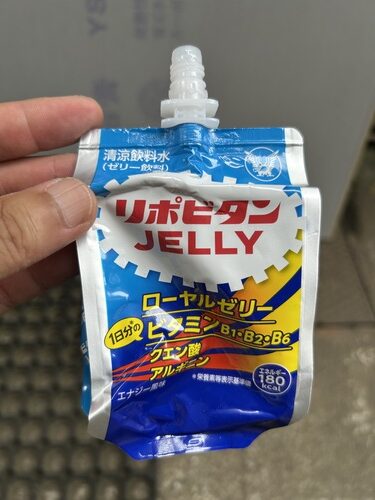 清涼飲料水
(ゼリー飲料)
リポビタン
JELLY
ローヤルゼリー
1日分*の
ビタミンB1・B2・B6
クエン酸
アルギニン
*栄養素等表示基準値
エナジー風味
エネルギー
180
kcal